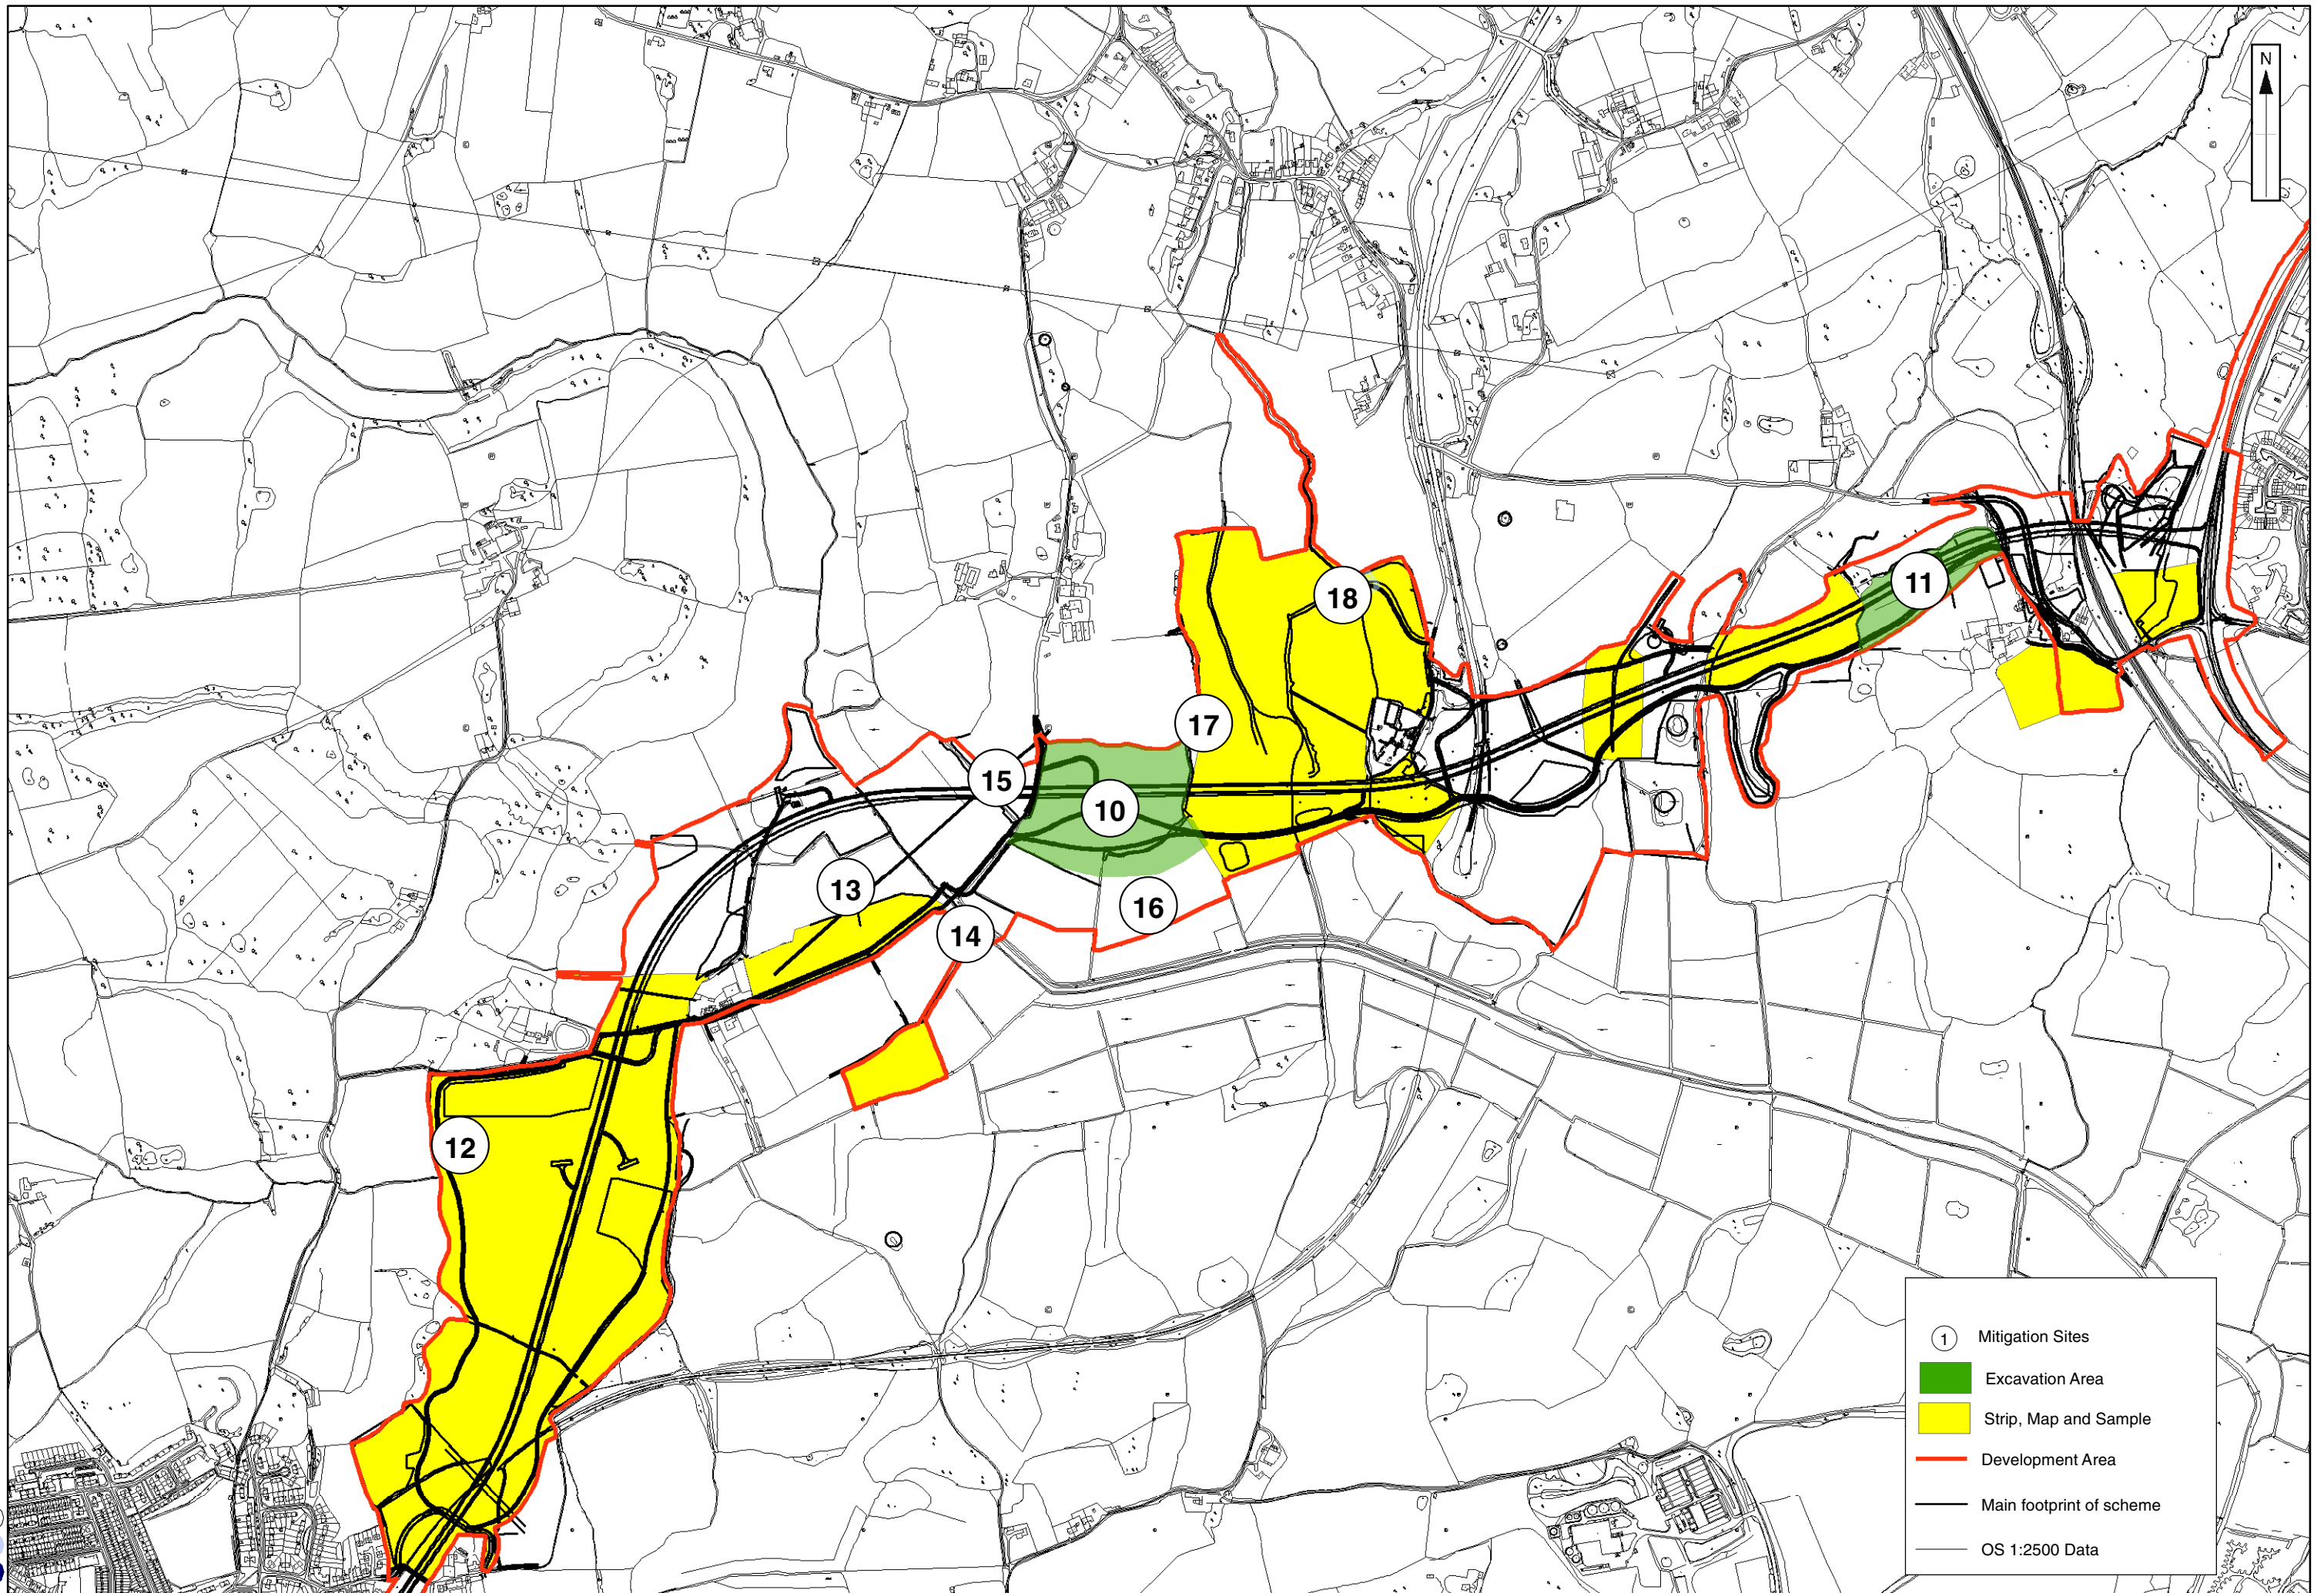 N
18
11
17
15
10
13
16
14
12
1 Mitigation Sites
Excavation Area
Strip, Map and Sample
Development Area
Main footprint of scheme
OS 1:2500 Data